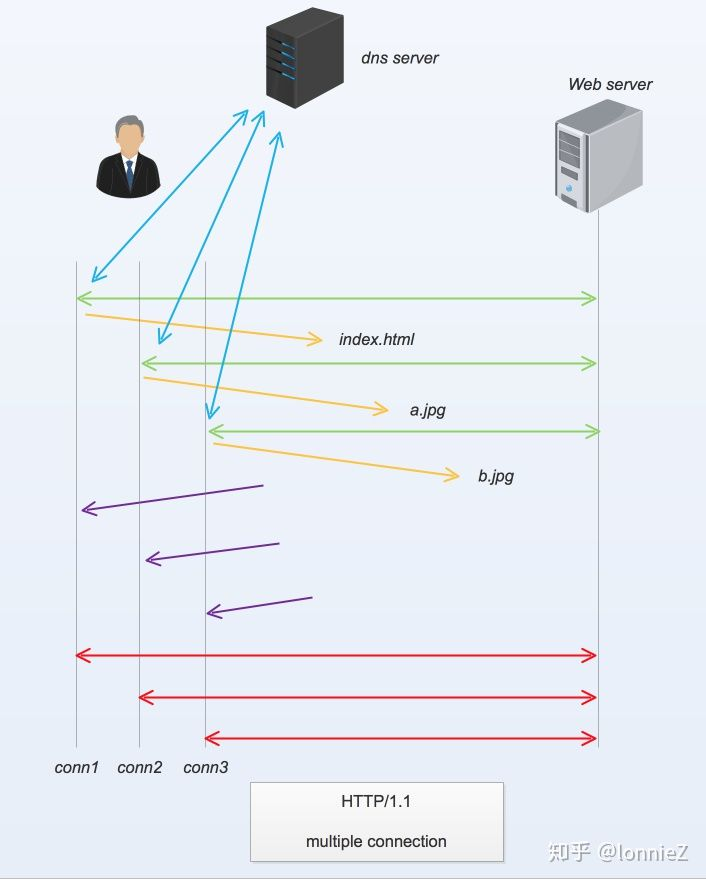 dns server
Web server
index.html
a.jpg
b.jpg
conn1 conn2 conn3
HTTP/1.1
multiple connection
知乎 @lonnieZ